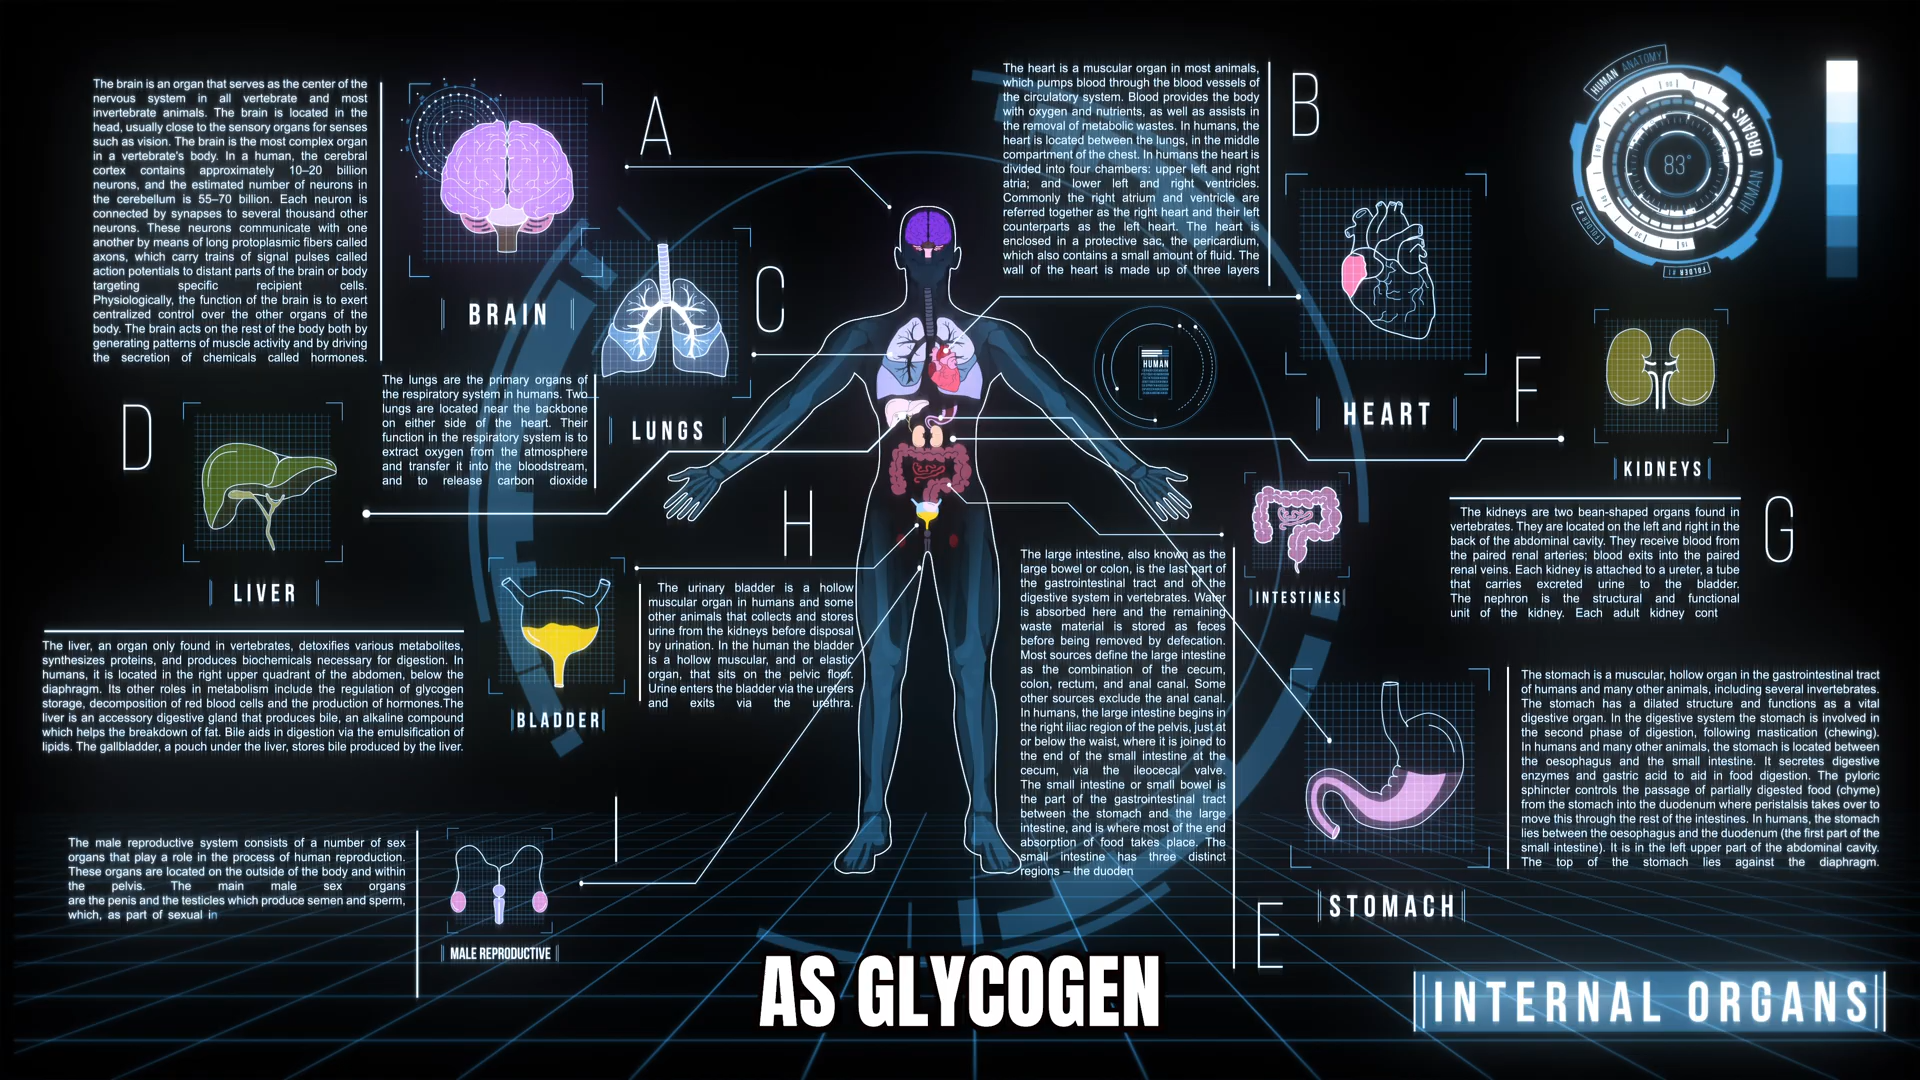 The brain is an organ that serves as the center of the
nervous system in all vertebrate and most
invertebrate animals. The brain is located in the
head, usually close to the sensory organs for senses
such as vision. The brain is the most complex organ
in a vertebrate's body. In a human, the cerebral
cortex contains approximately 10–20 billion
neurons, and the estimated number of neurons in
the cerebellum is 55–70 billion. Each neuron is
connected by synapses to several thousand other
neurons. These neurons communicate with one
another by means of long protoplasmic fibers called
axons, which carry trains of signal pulses called
action potentials to distant parts of the brain or body
targeting specific recipient cells.
Physiologically, the function of the brain is to exert
centralized control over the other organs of the
body. The brain acts on the rest of the body both by
generating patterns of muscle activity and by driving
the secretion of chemicals called hormones.
A
BRAIN
The heart is a muscular organ in most animals,
which pumps blood through the blood vessels of
the circulatory system. Blood provides the body
with oxygen and nutrients, as well as assists in
the removal of metabolic wastes. In humans, the
heart is located between the lungs, in the middle
compartment of the chest. In humans the heart is
divided into four chambers: upper left and right
atria; and lower left and right ventricles.
Commonly the right atrium and ventricle are
referred together as the right heart and their left
counterparts as the left heart. The heart is
enclosed in a protective sac, the pericardium,
which also contains a small amount of fluid. The
wall of the heart is made up of three layers
B
HEART
HUMAN ANATOMY
HUMAN ORGANS
83°
FOLDER #2
FOLDER #1
C
LUNGS
The lungs are the primary organs of
the respiratory system in humans. Two
lungs are located near the backbone
on either side of the heart. Their
function in the respiratory system is to
extract oxygen from the atmosphere
and transfer it into the bloodstream,
and to release carbon dioxide
HUMAN
F
KIDNEYS
The kidneys are two bean-shaped organs found in
vertebrates. They are located on the left and right in the
back of the abdominal cavity. They receive blood from
the paired renal arteries; blood exits into the paired
renal veins. Each kidney is attached to a ureter, a tube
that carries excreted urine to the bladder.
The nephron is the structural and functional
unit of the kidney. Each adult kidney cont
G
D
LIVER
The liver, an organ only found in vertebrates, detoxifies various metabolites,
synthesizes proteins, and produces biochemicals necessary for digestion. In
humans, it is located in the right upper quadrant of the abdomen, below the
diaphragm. Its other roles in metabolism include the regulation of glycogen
storage, decomposition of red blood cells and the production of hormones.The
liver is an accessory digestive gland that produces bile, an alkaline compound
which helps the breakdown of fat. Bile aids in digestion via the emulsification of
lipids. The gallbladder, a pouch under the liver, stores bile produced by the liver.
H
BLADDER
The urinary bladder is a hollow
muscular organ in humans and some
other animals that collects and stores
urine from the kidneys before disposal
by urination. In the human the bladder
is a hollow muscular, and or elastic
organ, that sits on the pelvic floor.
Urine enters the bladder via the ureters
and exits via the urethra.
INTESTINES
The large intestine, also known as the
large bowel or colon, is the last part of
the gastrointestinal tract and of the
digestive system in vertebrates. Water
is absorbed here and the remaining
waste material is stored as feces
before being removed by defecation.
Most sources define the large intestine
as the combination of the cecum,
colon, rectum, and anal canal. Some
other sources exclude the anal canal.
In humans, the large intestine begins in
the right iliac region of the pelvis, just at
or below the waist, where it is joined to
the end of the small intestine at the
cecum, via the ileocecal valve.
The small intestine or small bowel is
the part of the gastrointestinal tract
between the stomach and the large
intestine, and is where most of the end
absorption of food takes place. The
small intestine has three distinct
regions – the duoden
E
STOMACH
The stomach is a muscular, hollow organ in the gastrointestinal tract
of humans and many other animals, including several invertebrates.
The stomach has a dilated structure and functions as a vital
digestive organ. In the digestive system the stomach is involved in
the second phase of digestion, following mastication (chewing).
In humans and many other animals, the stomach is located between
the oesophagus and the small intestine. It secretes digestive
enzymes and gastric acid to aid in food digestion. The pyloric
sphincter controls the passage of partially digested food (chyme)
from the stomach into the duodenum where peristalsis takes over to
move this through the rest of the intestines. In humans, the stomach
lies between the oesophagus and the duodenum (the first part of the
small intestine). It is in the left upper part of the abdominal cavity.
The top of the stomach lies against the diaphragm.
The male reproductive system consists of a number of sex
organs that play a role in the process of human reproduction.
These organs are located on the outside of the body and within
the pelvis. The main male sex organs
are the penis and the testicles which produce semen and sperm,
which, as part of sexual in
MALE REPRODUCTIVE
AS GLYCOGEN
INTERNAL ORGANS